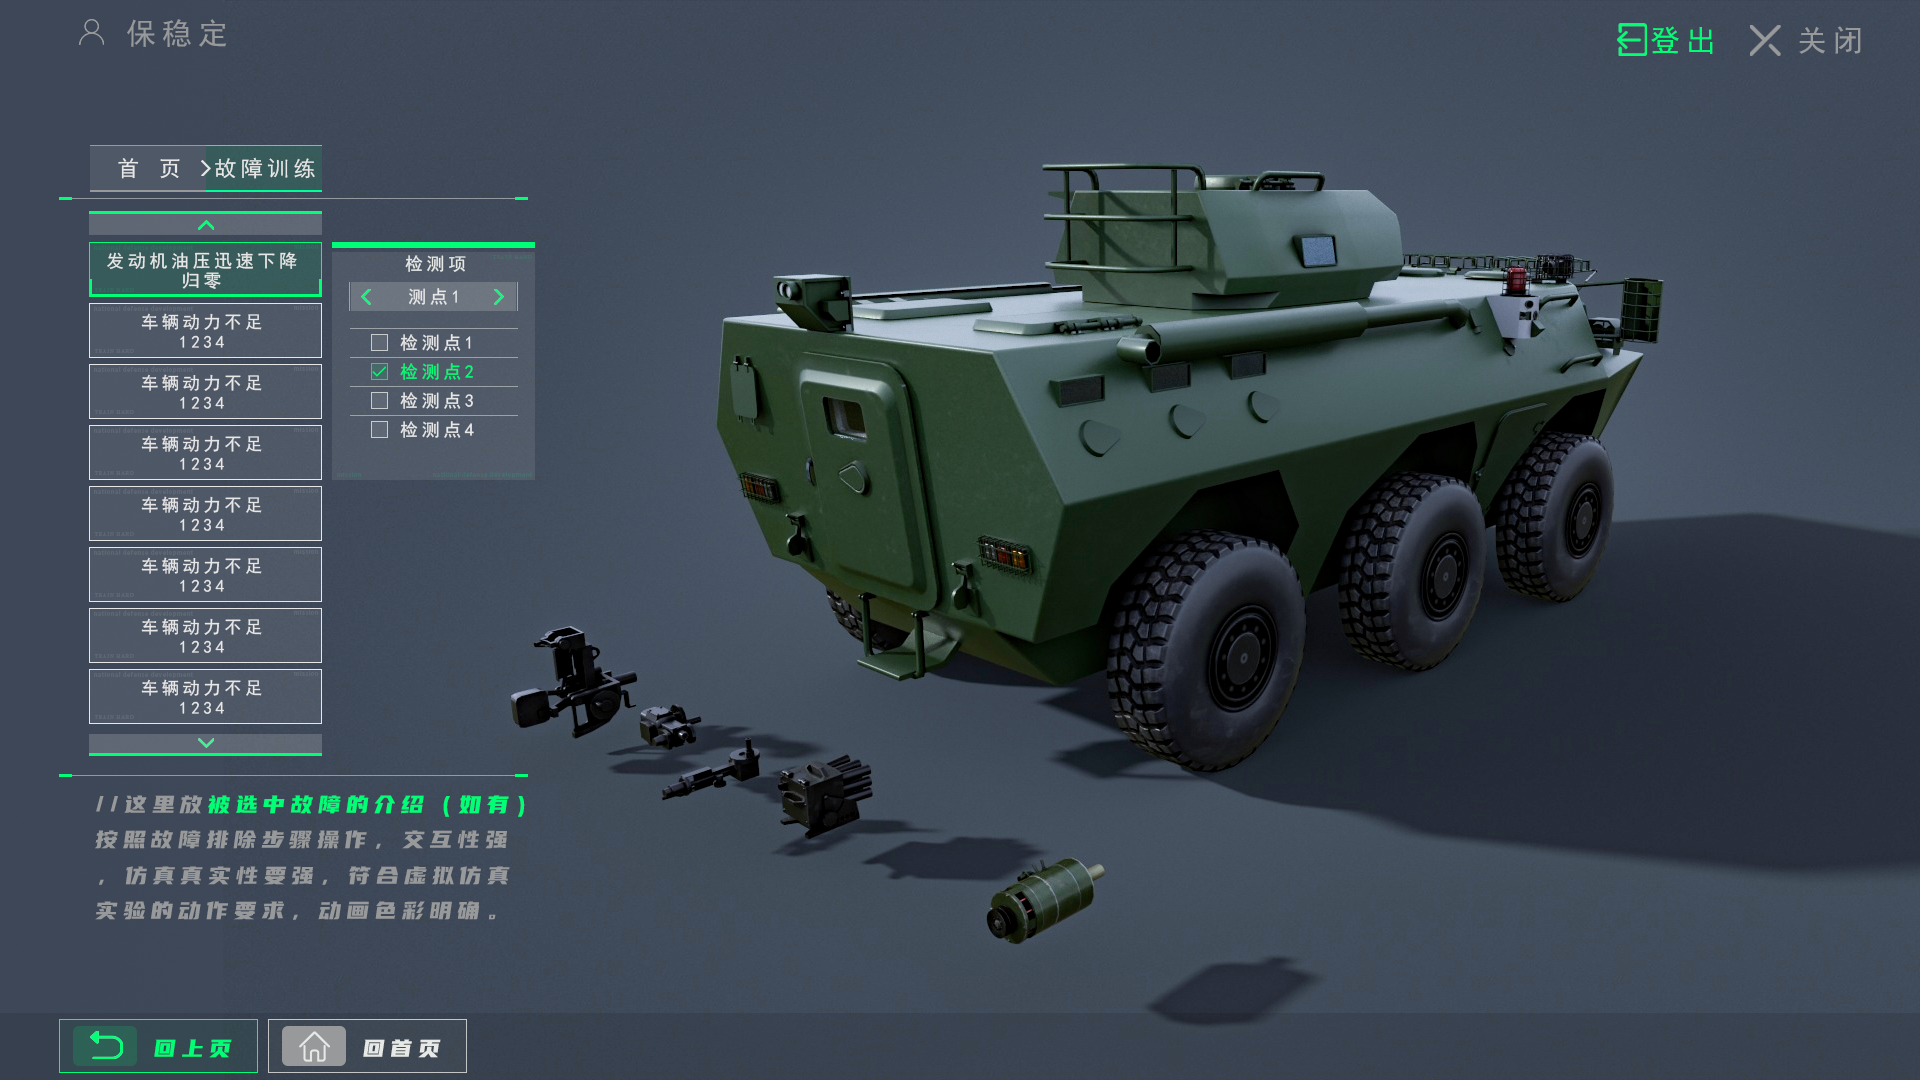 保稳定
登出
关闭
首 页 >故障训练
发动机油压迅速下降
归零
车辆动力不足
1234
车辆动力不足
1234
车辆动力不足
1234
车辆动力不足
1234
车辆动力不足
1234
车辆动力不足
1234
车辆动力不足
1234
检测项
测点1
检测点1
检测点2
检测点3
检测点4
//这里放被选中故障的介绍(如有)
按照故障排除步骤操作，交互性强
，仿真真实性要强，符合虚拟仿真
实验的动作要求，动画色彩明确。
回上页
回首页